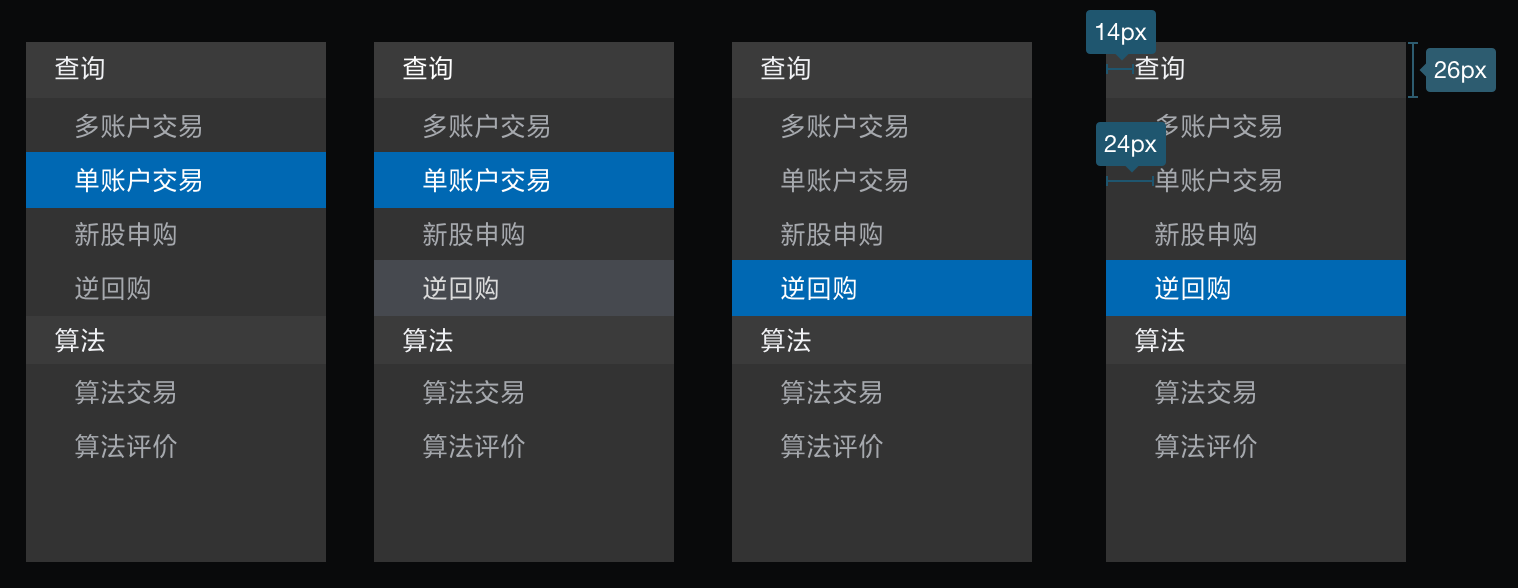 查询
多账户交易
单账户交易
新股申购
逆回购
算法
算法交易
算法评价
查询
多账户交易
单账户交易
新股申购
逆回购
算法
算法交易
算法评价
查询
多账户交易
单账户交易
新股申购
逆回购
算法
算法交易
算法评价
14px
查询
26px
多账户交易
24px
单账户交易
新股申购
逆回购
算法
算法交易
算法评价